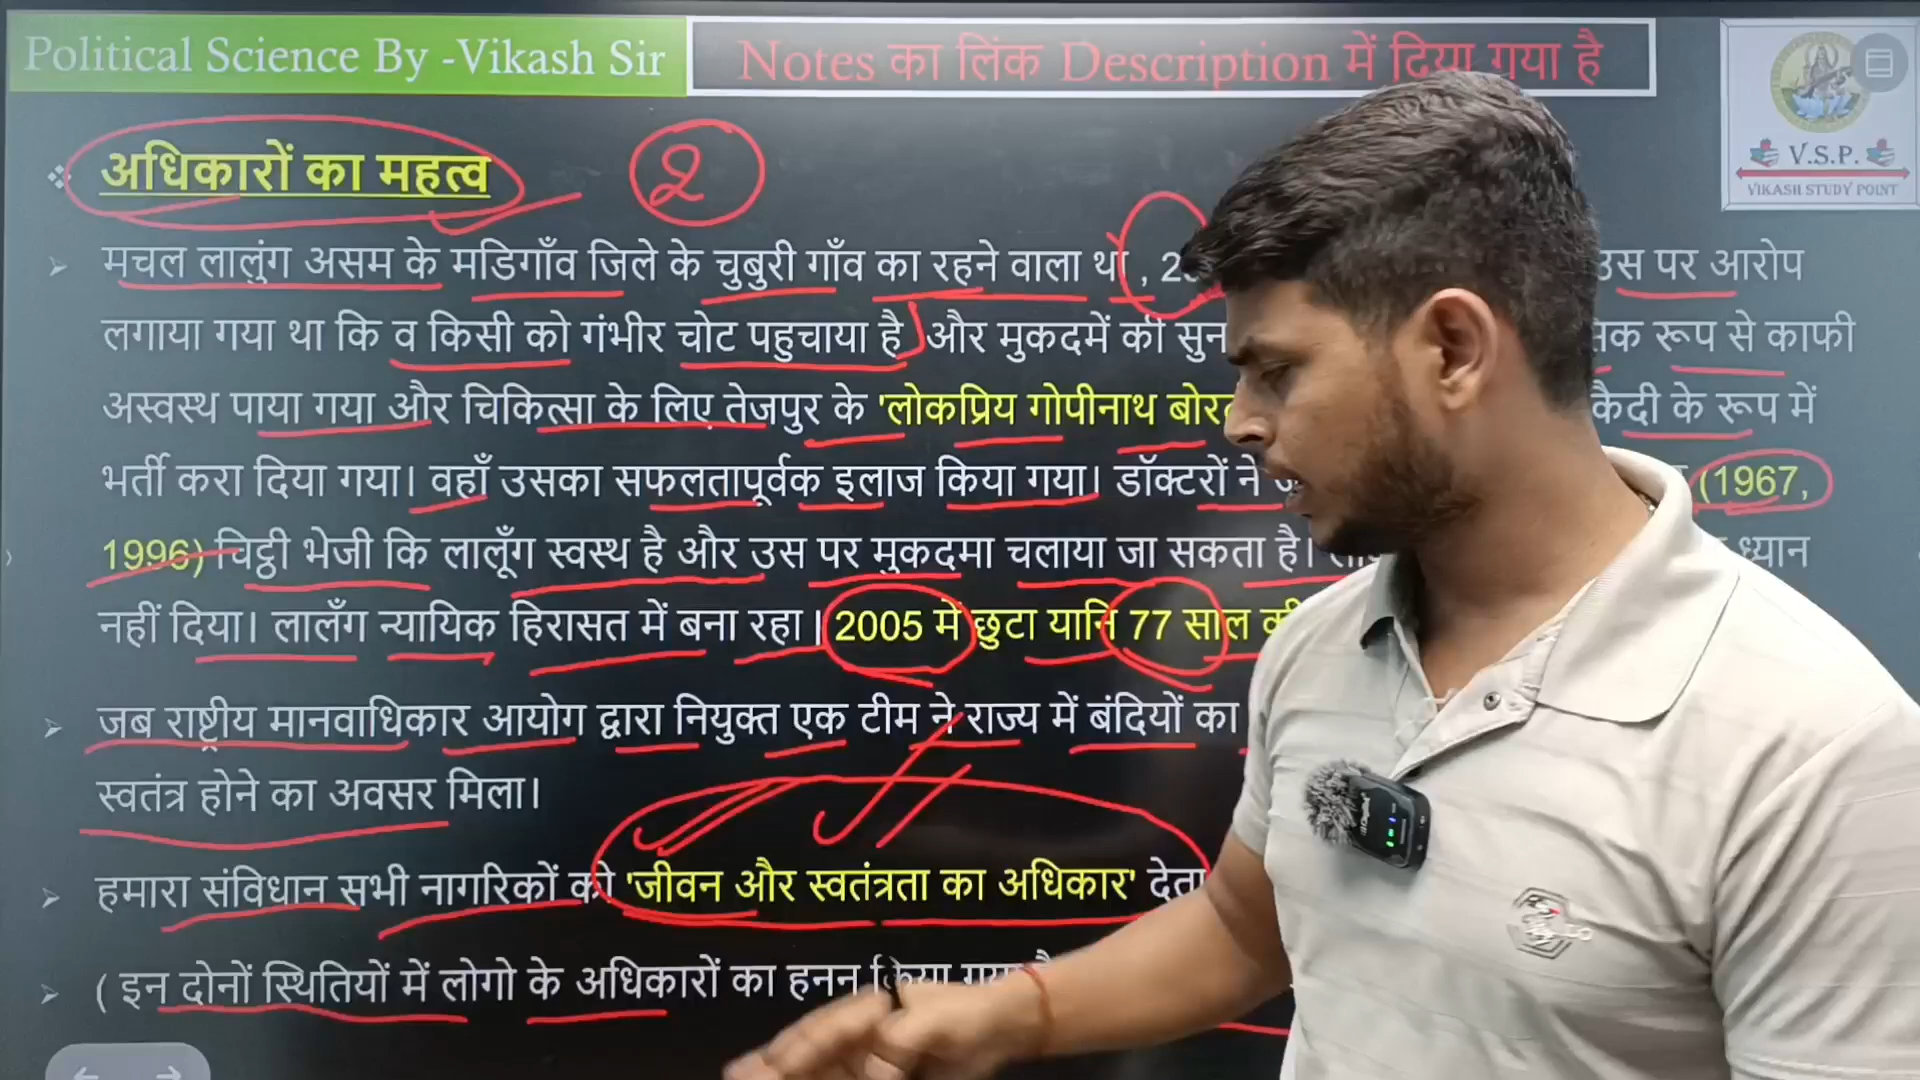 Political Science By -Vikash Sir
Notes का लिंक Description में दिया गया है
V.S.P.
VIKASH STUDY POINT
अधिकारों का महत्व
2
मचल लालुंग असम के मडिगाँव जिले के चुबुरी गाँव का रहने वाला था , उस पर आरोप
लगाया गया था कि व किसी को गंभीर चोट पहुचाया है और मुकदमें की रूप से काफी
अस्वस्थ पाया गया और चिकित्सा के लिए तेजपुर के 'लोकप्रिय गोपीनाथ कैदी के रूप में
भर्ती करा दिया गया। वहाँ उसका सफलतापूर्वक इलाज किया गया। डॉक्टरों ने (1967,
1996) चिट्ठी भेजी कि लालूँग स्वस्थ है और उस पर मुकदमा चलाया जा सकता है। ध्यान
नहीं दिया। लालँग न्यायिक हिरासत में बना रहा। 2005 में छुटा यानि 77 साल
जब राष्ट्रीय मानवाधिकार आयोग द्वारा नियुक्त एक टीम ने राज्य में बंदियों का
स्वतंत्र होने का अवसर मिला।
हमारा संविधान सभी नागरिकों को 'जीवन और स्वतंत्रता का अधिकार' देता
( इन दोनों स्थितियों में लोगो के अधिकारों का हनन किया